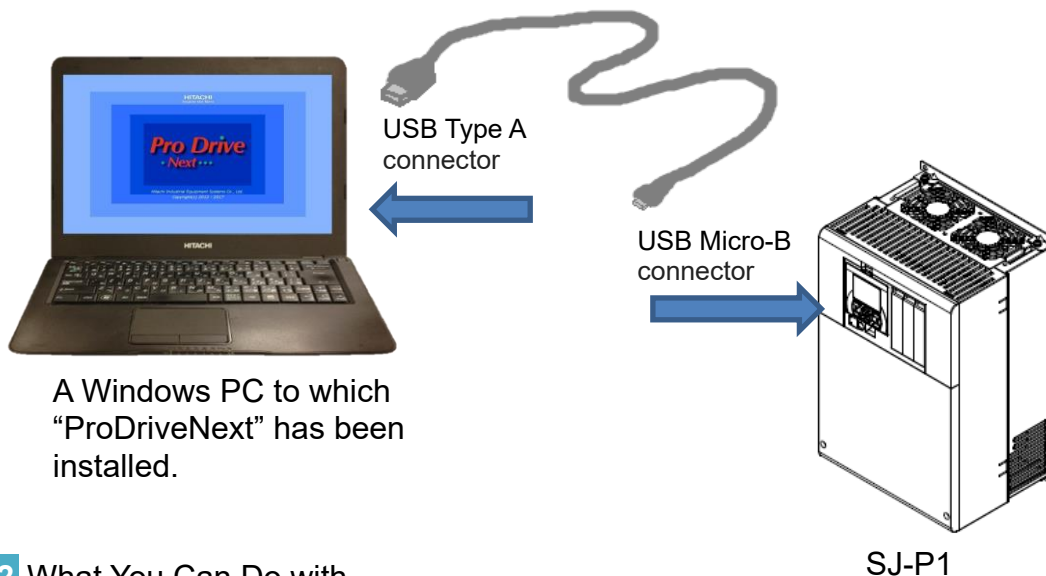 HITACHI
Pro Drive
Next
HITACHI
USB Type A
connector
USB Micro-B
connector
A Windows PC to which
“ProDriveNext” has been
installed.
SJ-P1
What You Can Do with